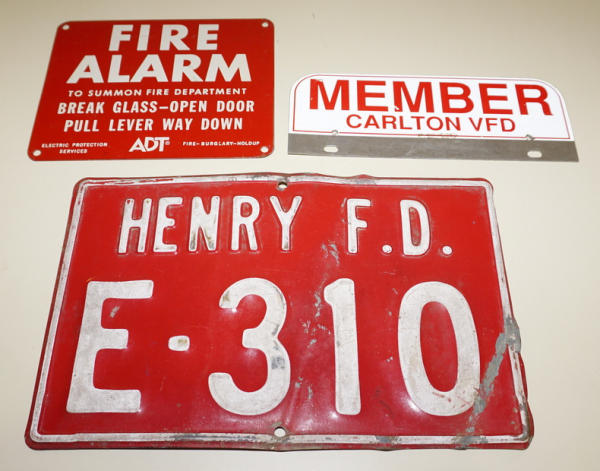 FIRE
ALARM
TO SUMMON FIRE DEPARTMENT
BREAK GLASS–OPEN DOOR
PULL LEVER WAY DOWN
ELECTRIC PROTECTION
SERVICES
ADT®
FIRE–BURGLARY–HOLDUP
MEMBER
CARLTON VFD
HENRY F.D.
E-310